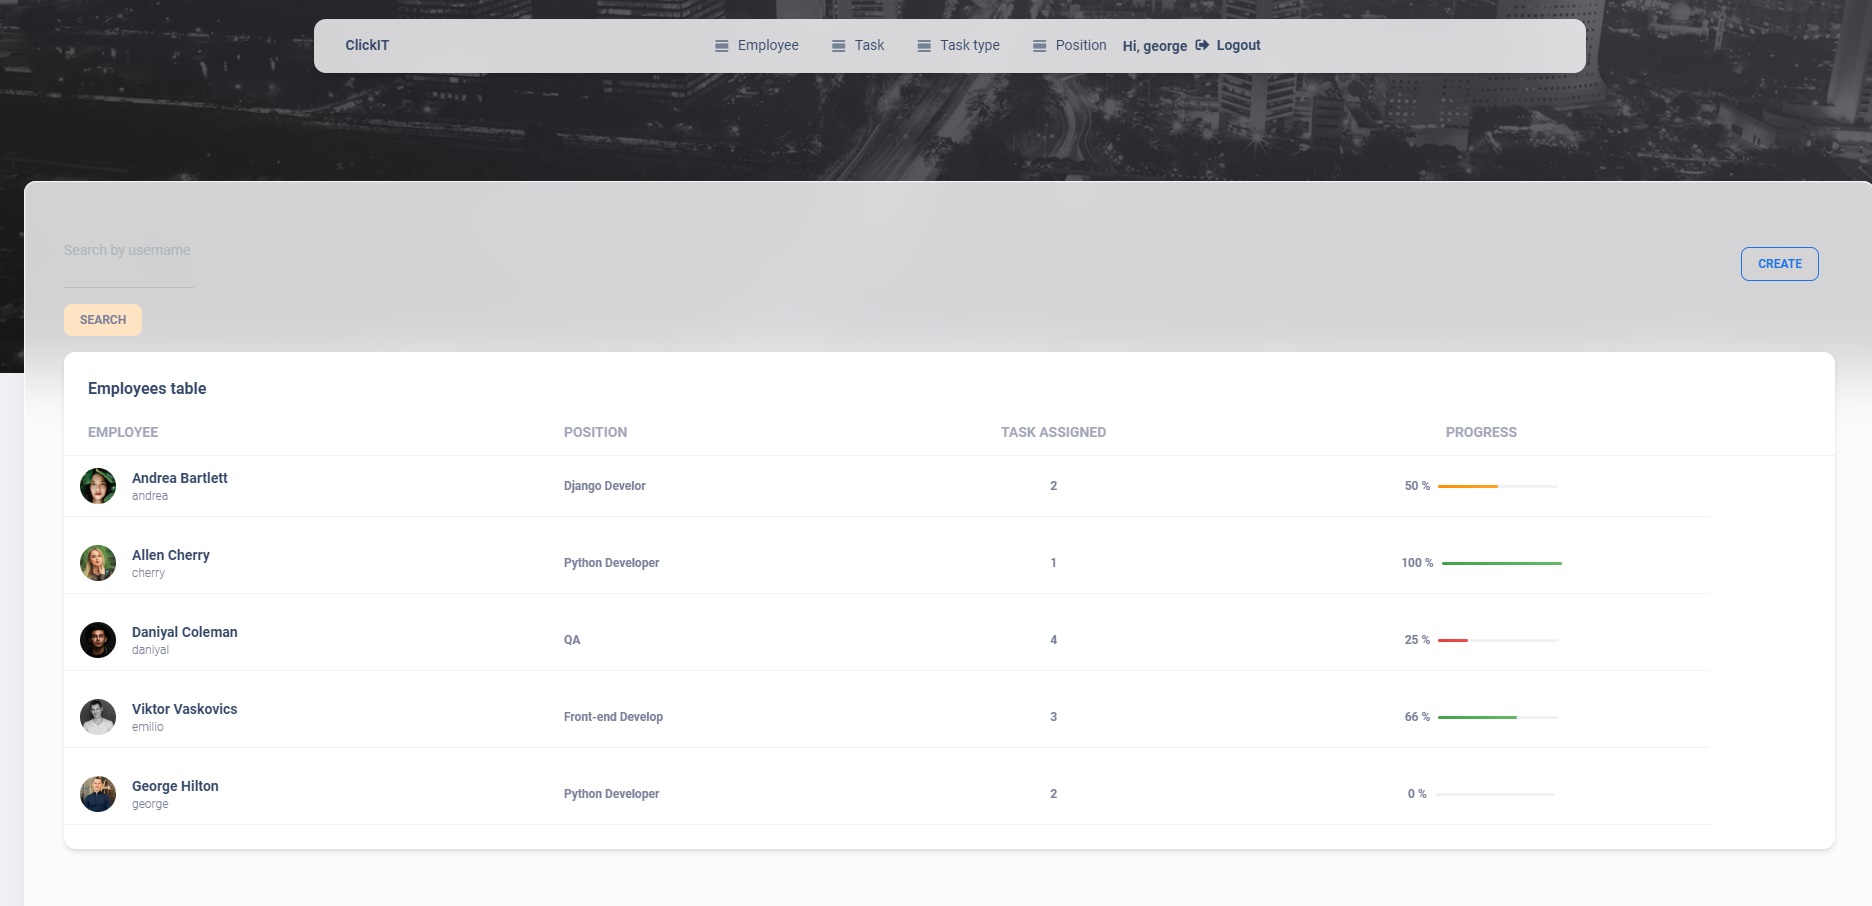 ClickIT Employee Task Task type Position Hi, george Logout
Search by username
CREATE
SEARCH
Employees table
EMPLOYEE POSITION TASK ASSIGNED PROGRESS
Andrea Bartlett
andrea
Django Develor 2 50 %
Allen Cherry
cherry
Python Developer 1 100 %
Daniyal Coleman
daniyal
QA 4 25 %
Viktor Vaskovics
emilio
Front-end Develop 3 66 %
George Hilton
george
Python Developer 2 0 %